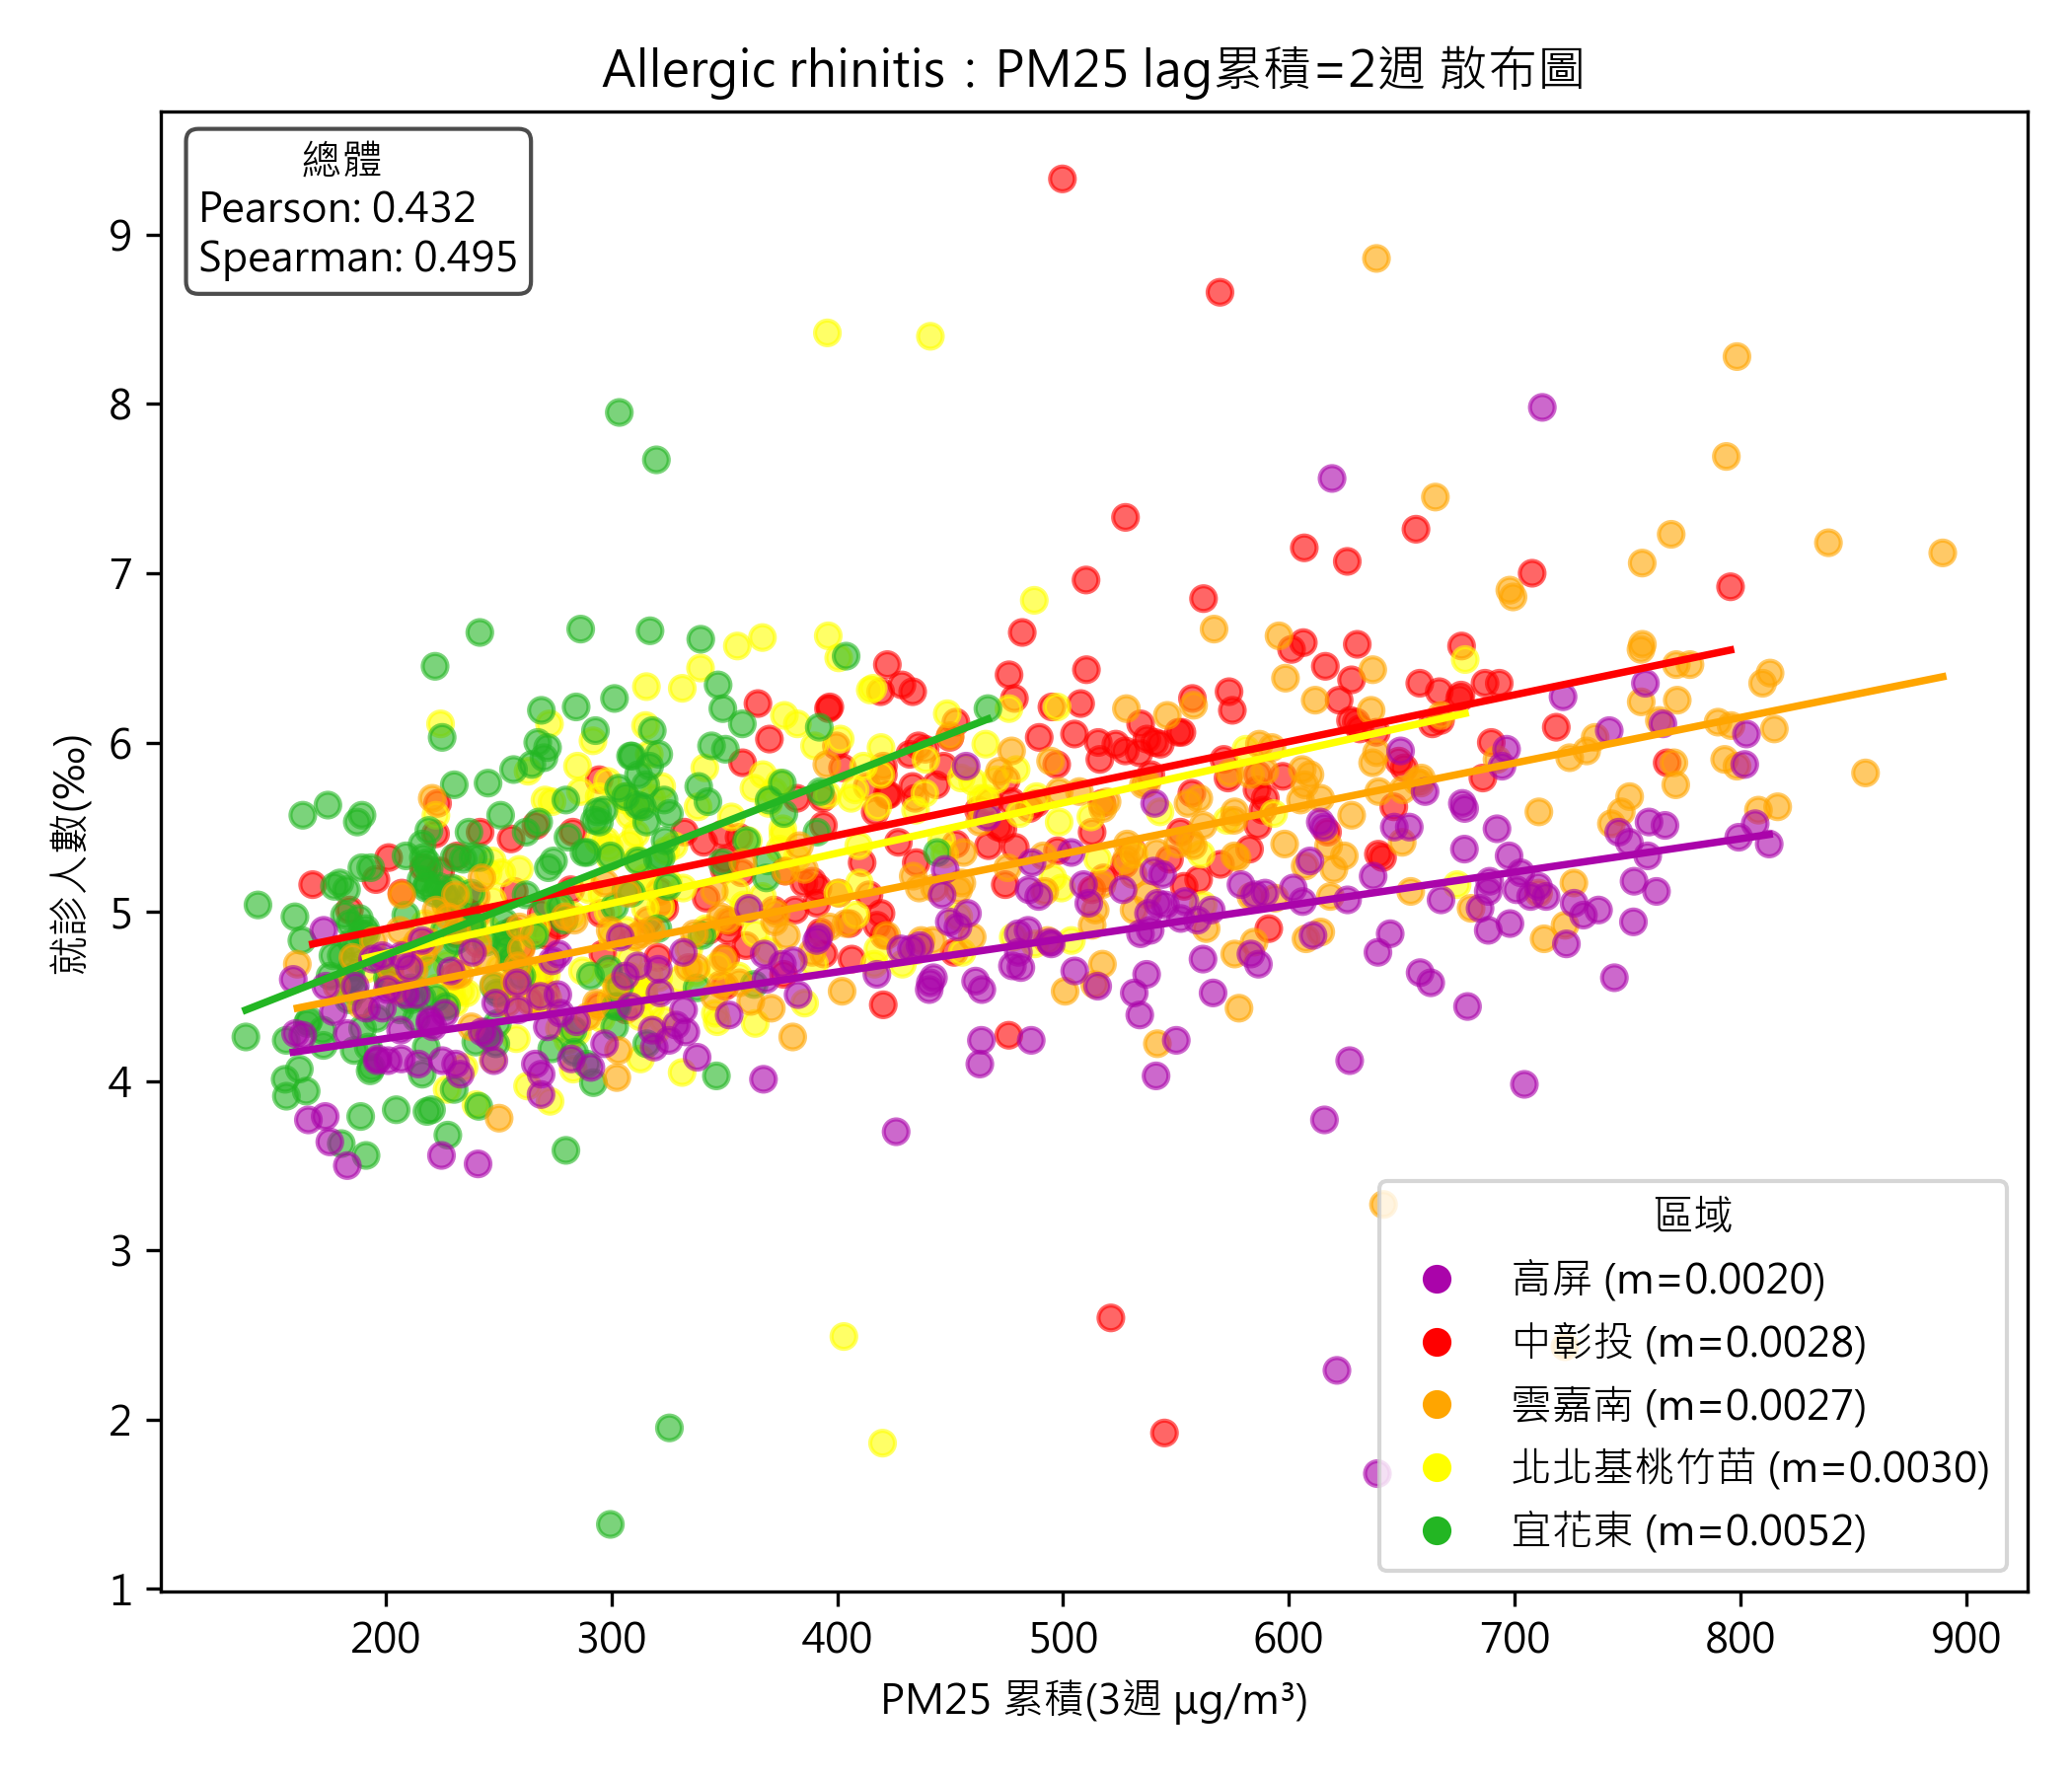 Allergic rhinitis：PM25 lag累積=2週 散布圖
總體
Pearson: 0.432
Spearman: 0.495
就診人數(‰)
9
8
7
6
5
4
3
2
1
區域
高屏 (m=0.0020)
中彰投 (m=0.0028)
雲嘉南 (m=0.0027)
北北基桃竹苗 (m=0.0030)
宜花東 (m=0.0052)
200 300 400 500 600 700 800 900
PM25 累積(3週 μg/m³)